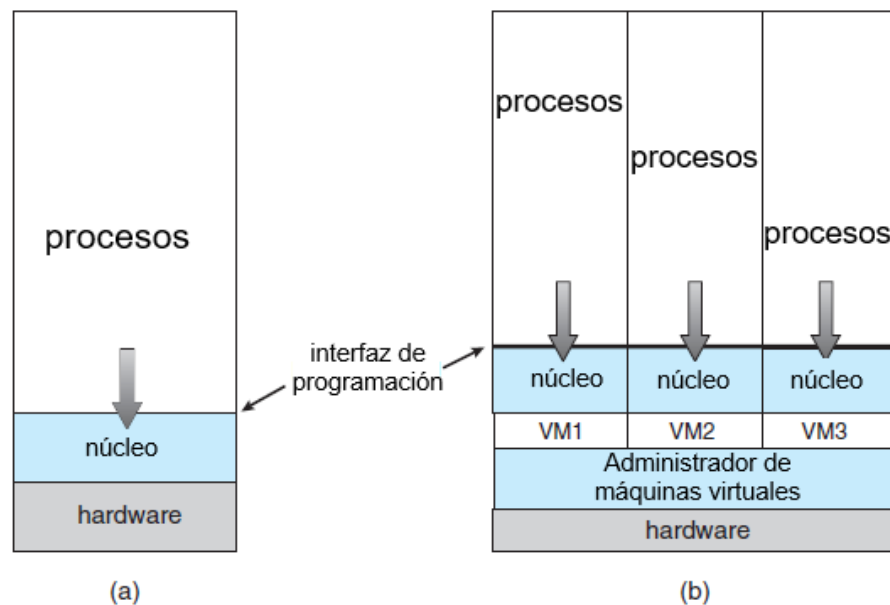 procesos
núcleo
hardware
(a)
interfaz de
programación
procesos
procesos
procesos
núcleo
núcleo
núcleo
VM1
VM2
VM3
Administrador de
máquinas virtuales
hardware
(b)